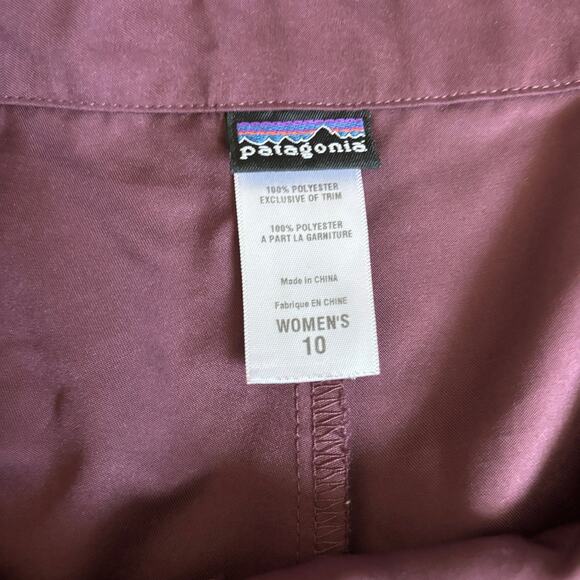 patagonia
100% POLYESTER
EXCLUSIVE OF TRIM
100% POLYESTER
A PART LA GARNITURE
Made in CHINA
Fabrique EN CHINE
WOMEN'S
10